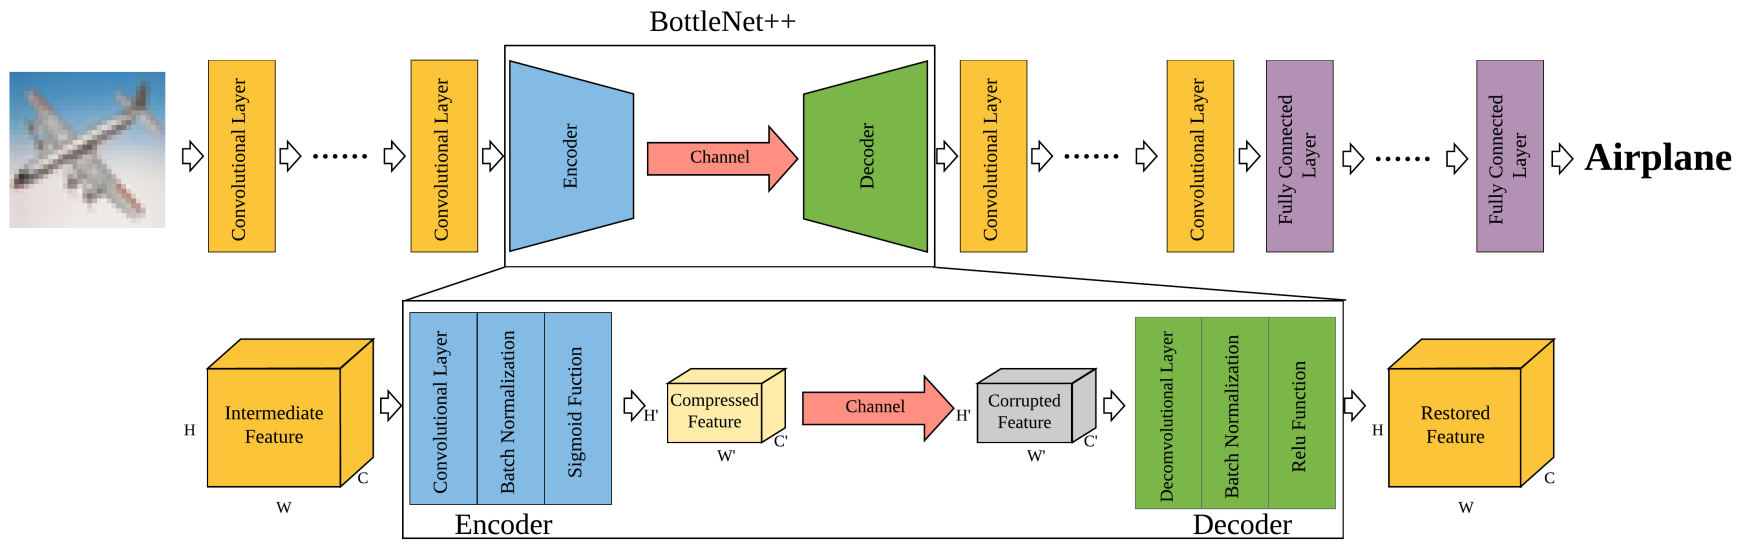 BottleNet++
Convolutional Layer
......
Convolutional Layer
Encoder
Channel
Decoder
Convolutional Layer
......
Convolutional Layer
Fully Connected
Layer
......
Fully Connected
Layer
Airplane
H
Intermediate
Feature
C
W
Convolutional Layer
Batch Normalization
Sigmoid Fuction
Encoder
H'
Compressed
Feature
C'
W'
Channel
H'
Corrupted
Feature
C'
W'
Decomvolutional Layer
Batch Normalization
Relu Function
Decoder
H
Restored
Feature
C
W